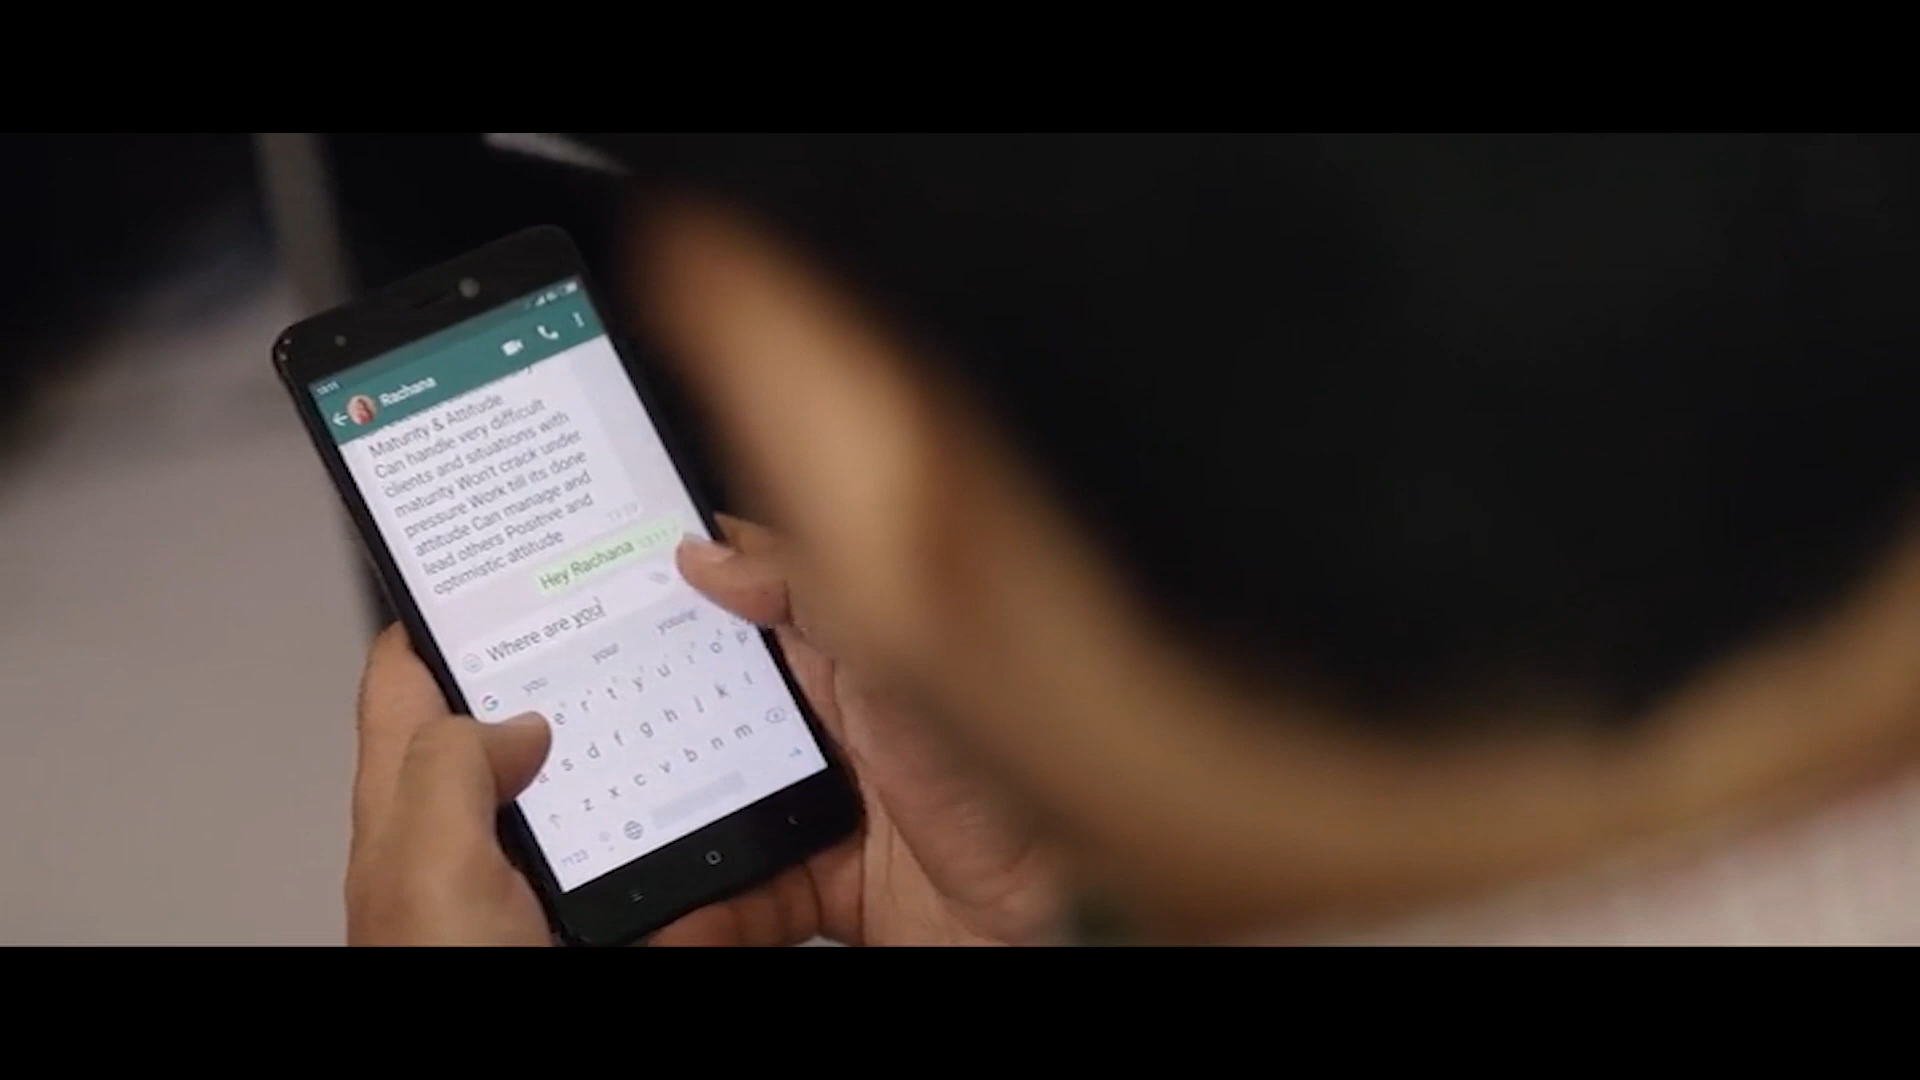 Rachana
Maturity & Attitude
Can handle very difficult
clients and situations with
maturity Won't crack under
pressure Work till its done
attitude Can manage and
lead others Positive and
optimistic attitude
Hey Rachana
Where are you
you your young
e r t y u i o p
a s d f g h j k l
z x c v b n m
?123